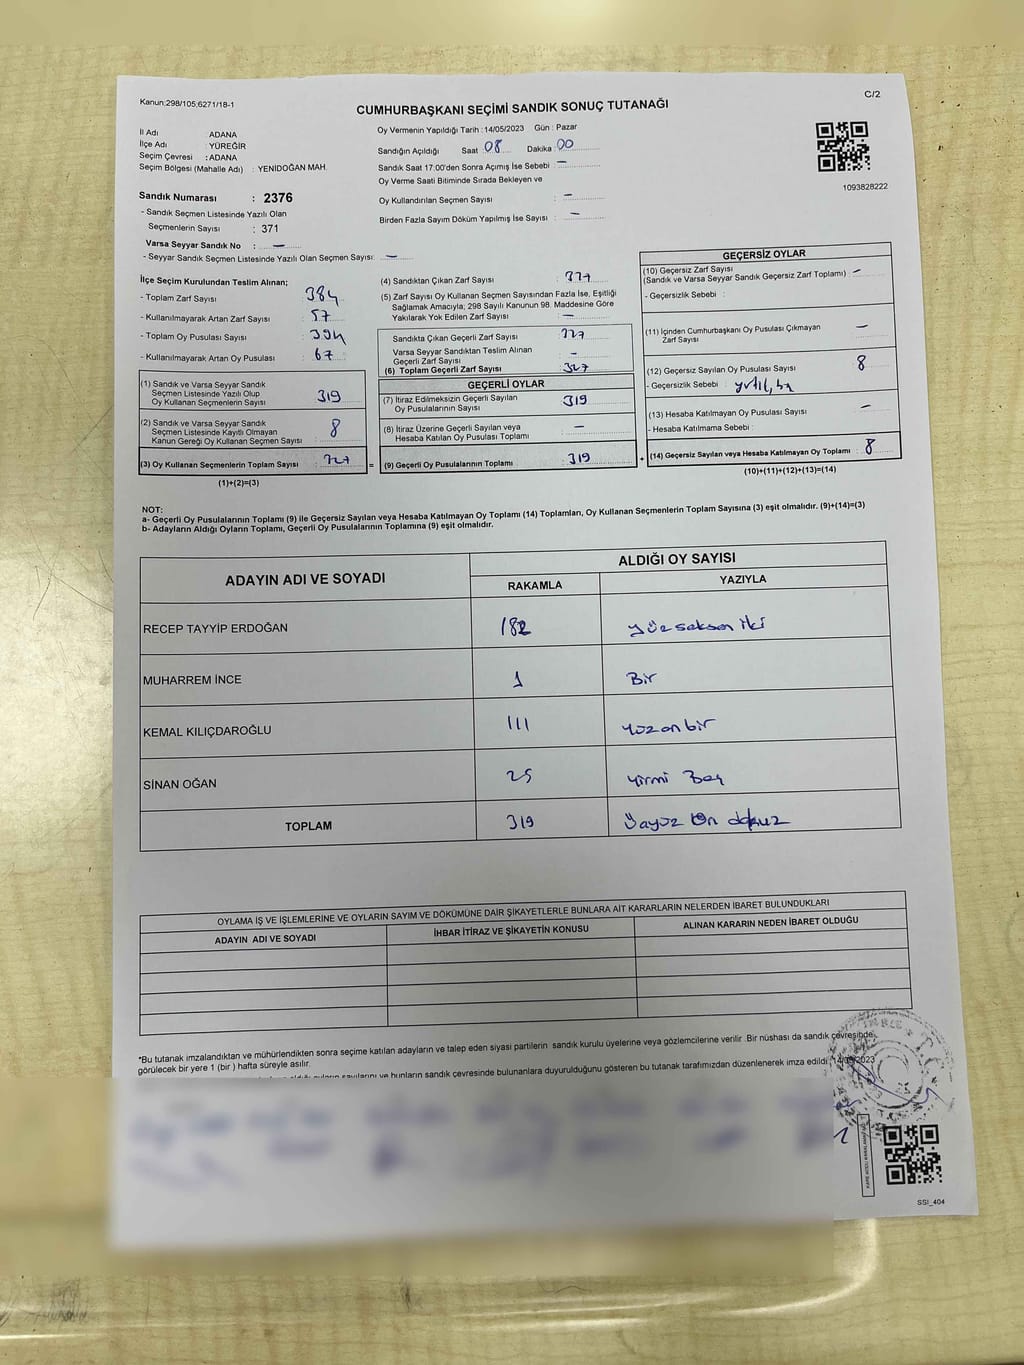 Kanun:298/105;6271/18-1
C/2
CUMHURBAŞKANI SEÇİMİ SANDIK SONUÇ TUTANAĞI
İl Adı ADANA
İlçe Adı : YÜREĞİR
Seçim Çevresi : ADANA
Seçim Bölgesi (Mahalle Adı) : YENİDOĞAN MAH.
Oy Vermenin Yapıldığı Tarih : 14/05/2023 Gün : Pazar
Sandığın Açıldığı Saat : 08 Dakika : 00
Sandık Saat 17:00'den Sonra Açımış İse Sebebi : —
Oy Verme Saati Bitiminde Sırada Bekleyen ve
Oy Kullandırılan Seçmen Sayısı : —
Birden Fazla Sayım Döküm Yapılmış İse Sayısı : —
1093828222
Sandık Numarası : 2376
- Sandık Seçmen Listesinde Yazılı Olan
Seçmenlerin Sayısı : 371
Varsa Seyyar Sandık No : —
- Seyyar Sandık Seçmen Listesinde Yazılı Olan Seçmen Sayısı: —
İlçe Seçim Kurulundan Teslim Alınan;
- Toplam Zarf Sayısı : 384
- Kullanılmayarak Artan Zarf Sayısı : 57
- Toplam Oy Pusulası Sayısı : 394
- Kullanılmayarak Artan Oy Pusulası : 67
(1) Sandık ve Varsa Seyyar Sandık
Seçmen Listesinde Yazılı Olup
Oy Kullanan Seçmenlerin Sayısı : 319
(2) Sandık ve Varsa Seyyar Sandık
Seçmen Listesinde Kayıtlı Olmayan
Kanun Gereği Oy Kullanan Seçmen Sayısı : 8
(3) Oy Kullanan Seçmenlerin Toplam Sayısı : 327 =
(1)+(2)=(3)
(4) Sandıktan Çıkan Zarf Sayısı : 327
(5) Zarf Sayısı Oy Kullanan Seçmen Sayısından Fazla İse, Eşitliği
Sağlamak Amacıyla; 298 Sayılı Kanunun 98. Maddesine Göre
Yakılarak Yok Edilen Zarf Sayısı : —
Sandıkta Çıkan Geçerli Zarf Sayısı : 327
Varsa Seyyar Sandıktan Teslim Alınan
Geçerli Zarf Sayısı : —
(6) Toplam Geçerli Zarf Sayısı : 327
GEÇERLİ OYLAR
(7) İtiraz Edilmeksizin Geçerli Sayılan
Oy Pusulalarının Sayısı : 319
(8) İtiraz Üzerine Geçerli Sayılan veya
Hesaba Katılan Oy Pusulası Toplamı : —
(9) Geçerli Oy Pusulalarının Toplamı : 319 +
GEÇERSİZ OYLAR
(10) Geçersiz Zarf Sayısı
(Sandık ve Varsa Seyyar Sandık Geçersiz Zarf Toplamı) : —
- Geçersizlik Sebebi :
(11) İçinden Cumhurbaşkanı Oy Pusulası Çıkmayan
Zarf Sayısı : —
(12) Geçersiz Sayılan Oy Pusulası Sayısı : 8
- Geçersizlik Sebebi :
(13) Hesaba Katılmayan Oy Pusulası Sayısı : —
- Hesaba Katılmama Sebebi :
(14) Geçersiz Sayılan veya Hesaba Katılmayan Oy Toplamı : 8
(10)+(11)+(12)+(13)=(14)
NOT:
a- Geçerli Oy Pusulalarının Toplamı (9) ile Geçersiz Sayılan veya Hesaba Katılmayan Oy Toplamı (14) Toplamları, Oy Kullanan Seçmenlerin Toplam Sayısına (3) eşit olmalıdır. (9)+(14)=(3)
b- Adayların Aldığı Oyların Toplamı, Geçerli Oy Pusulalarının Toplamına (9) eşit olmalıdır.
ADAYIN ADI VE SOYADI ALDIĞI OY SAYISI
RAKAMLA YAZIYLA
RECEP TAYYİP ERDOĞAN 182 yüzseksen iki
MUHARREM İNCE 1 Bir
KEMAL KILIÇDAROĞLU 111 yüzonbir
SİNAN OĞAN 25 Yirmi Beş
TOPLAM 319 Üçyüz On dokuz
OYLAMA İŞ VE İŞLEMLERİNE VE OYLARIN SAYIM VE DÖKÜMÜNE DAİR ŞİKAYETLERLE BUNLARA AİT KARARLARIN NELERDEN İBARET BULUNDUKLARI
ADAYIN ADI VE SOYADI İHBAR İTİRAZ VE ŞİKAYETİN KONUSU ALINAN KARARIN NEDEN İBARET OLDUĞU
*Bu tutanak imzalandıktan ve mühürlendikten sonra seçime katılan adayların ve talep eden siyasi partilerin sandık kurulu üyelerine veya gözlemcilerine verilir .Bir nüshası da sandık çevresinde
görülecek bir yere 1 (bir ) hafta süreyle asılır.
sayılarını ve bunların sandık çevresinde bulunanlara duyurulduğunu gösteren bu tutanak tarafımızdan düzenlenerek imza edildi. 14/05/2023
T.C.
SSI_404